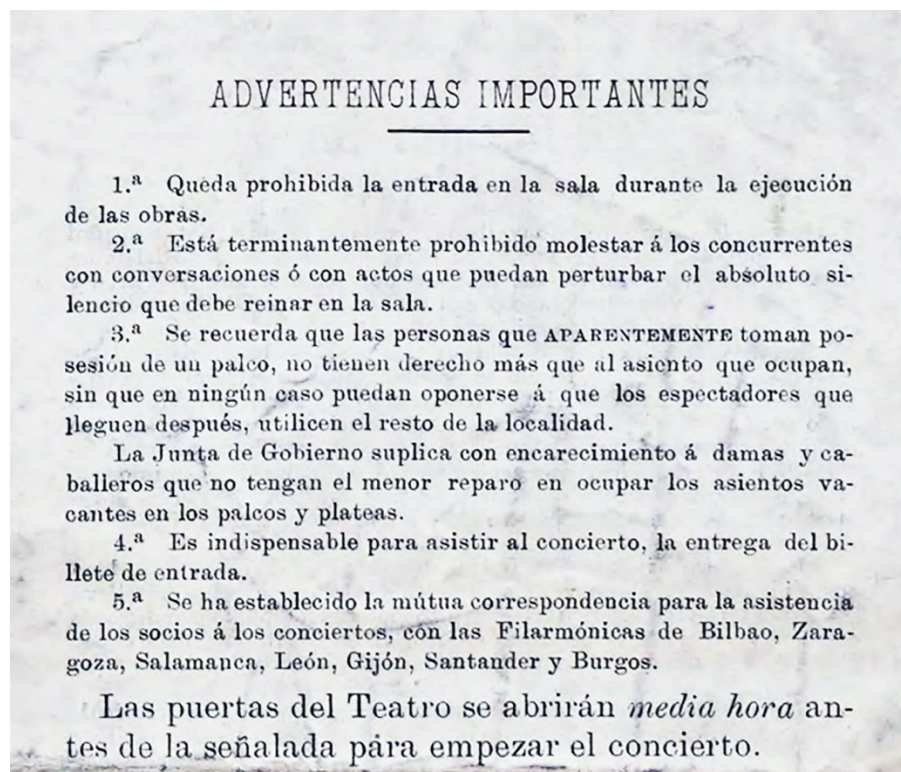 ADVERTENCIAS IMPORTANTES
1.ª Queda prohibida la entrada en la sala durante la ejecución
de las obras.
2.ª Está terminantemente prohibido molestar á los concurrentes
con conversaciones ó con actos que puedan perturbar el absoluto si-
lencio que debe reinar en la sala.
3.ª Se recuerda que las personas que APARENTEMENTE toman po-
sesión de un palco, no tienen derecho más que al asiento que ocupan,
sin que en ningún caso puedan oponerse á que los espectadores que
lleguen después, utilicen el resto de la localidad.
La Junta de Gobierno suplica con encarecimiento á damas y ca-
balleros que no tengan el menor reparo en ocupar los asientos va-
cantes en los palcos y plateas.
4.ª Es indispensable para asistir al concierto, la entrega del bi-
llete de entrada.
5.ª Se ha establecido la mútua correspondencia para la asistencia
de los socios á los conciertos, con las Filarmónicas de Bilbao, Zara-
goza, Salamanca, León, Gijón, Santander y Burgos.
Las puertas del Teatro se abrirán media hora an-
tes de la señalada para empezar el concierto.